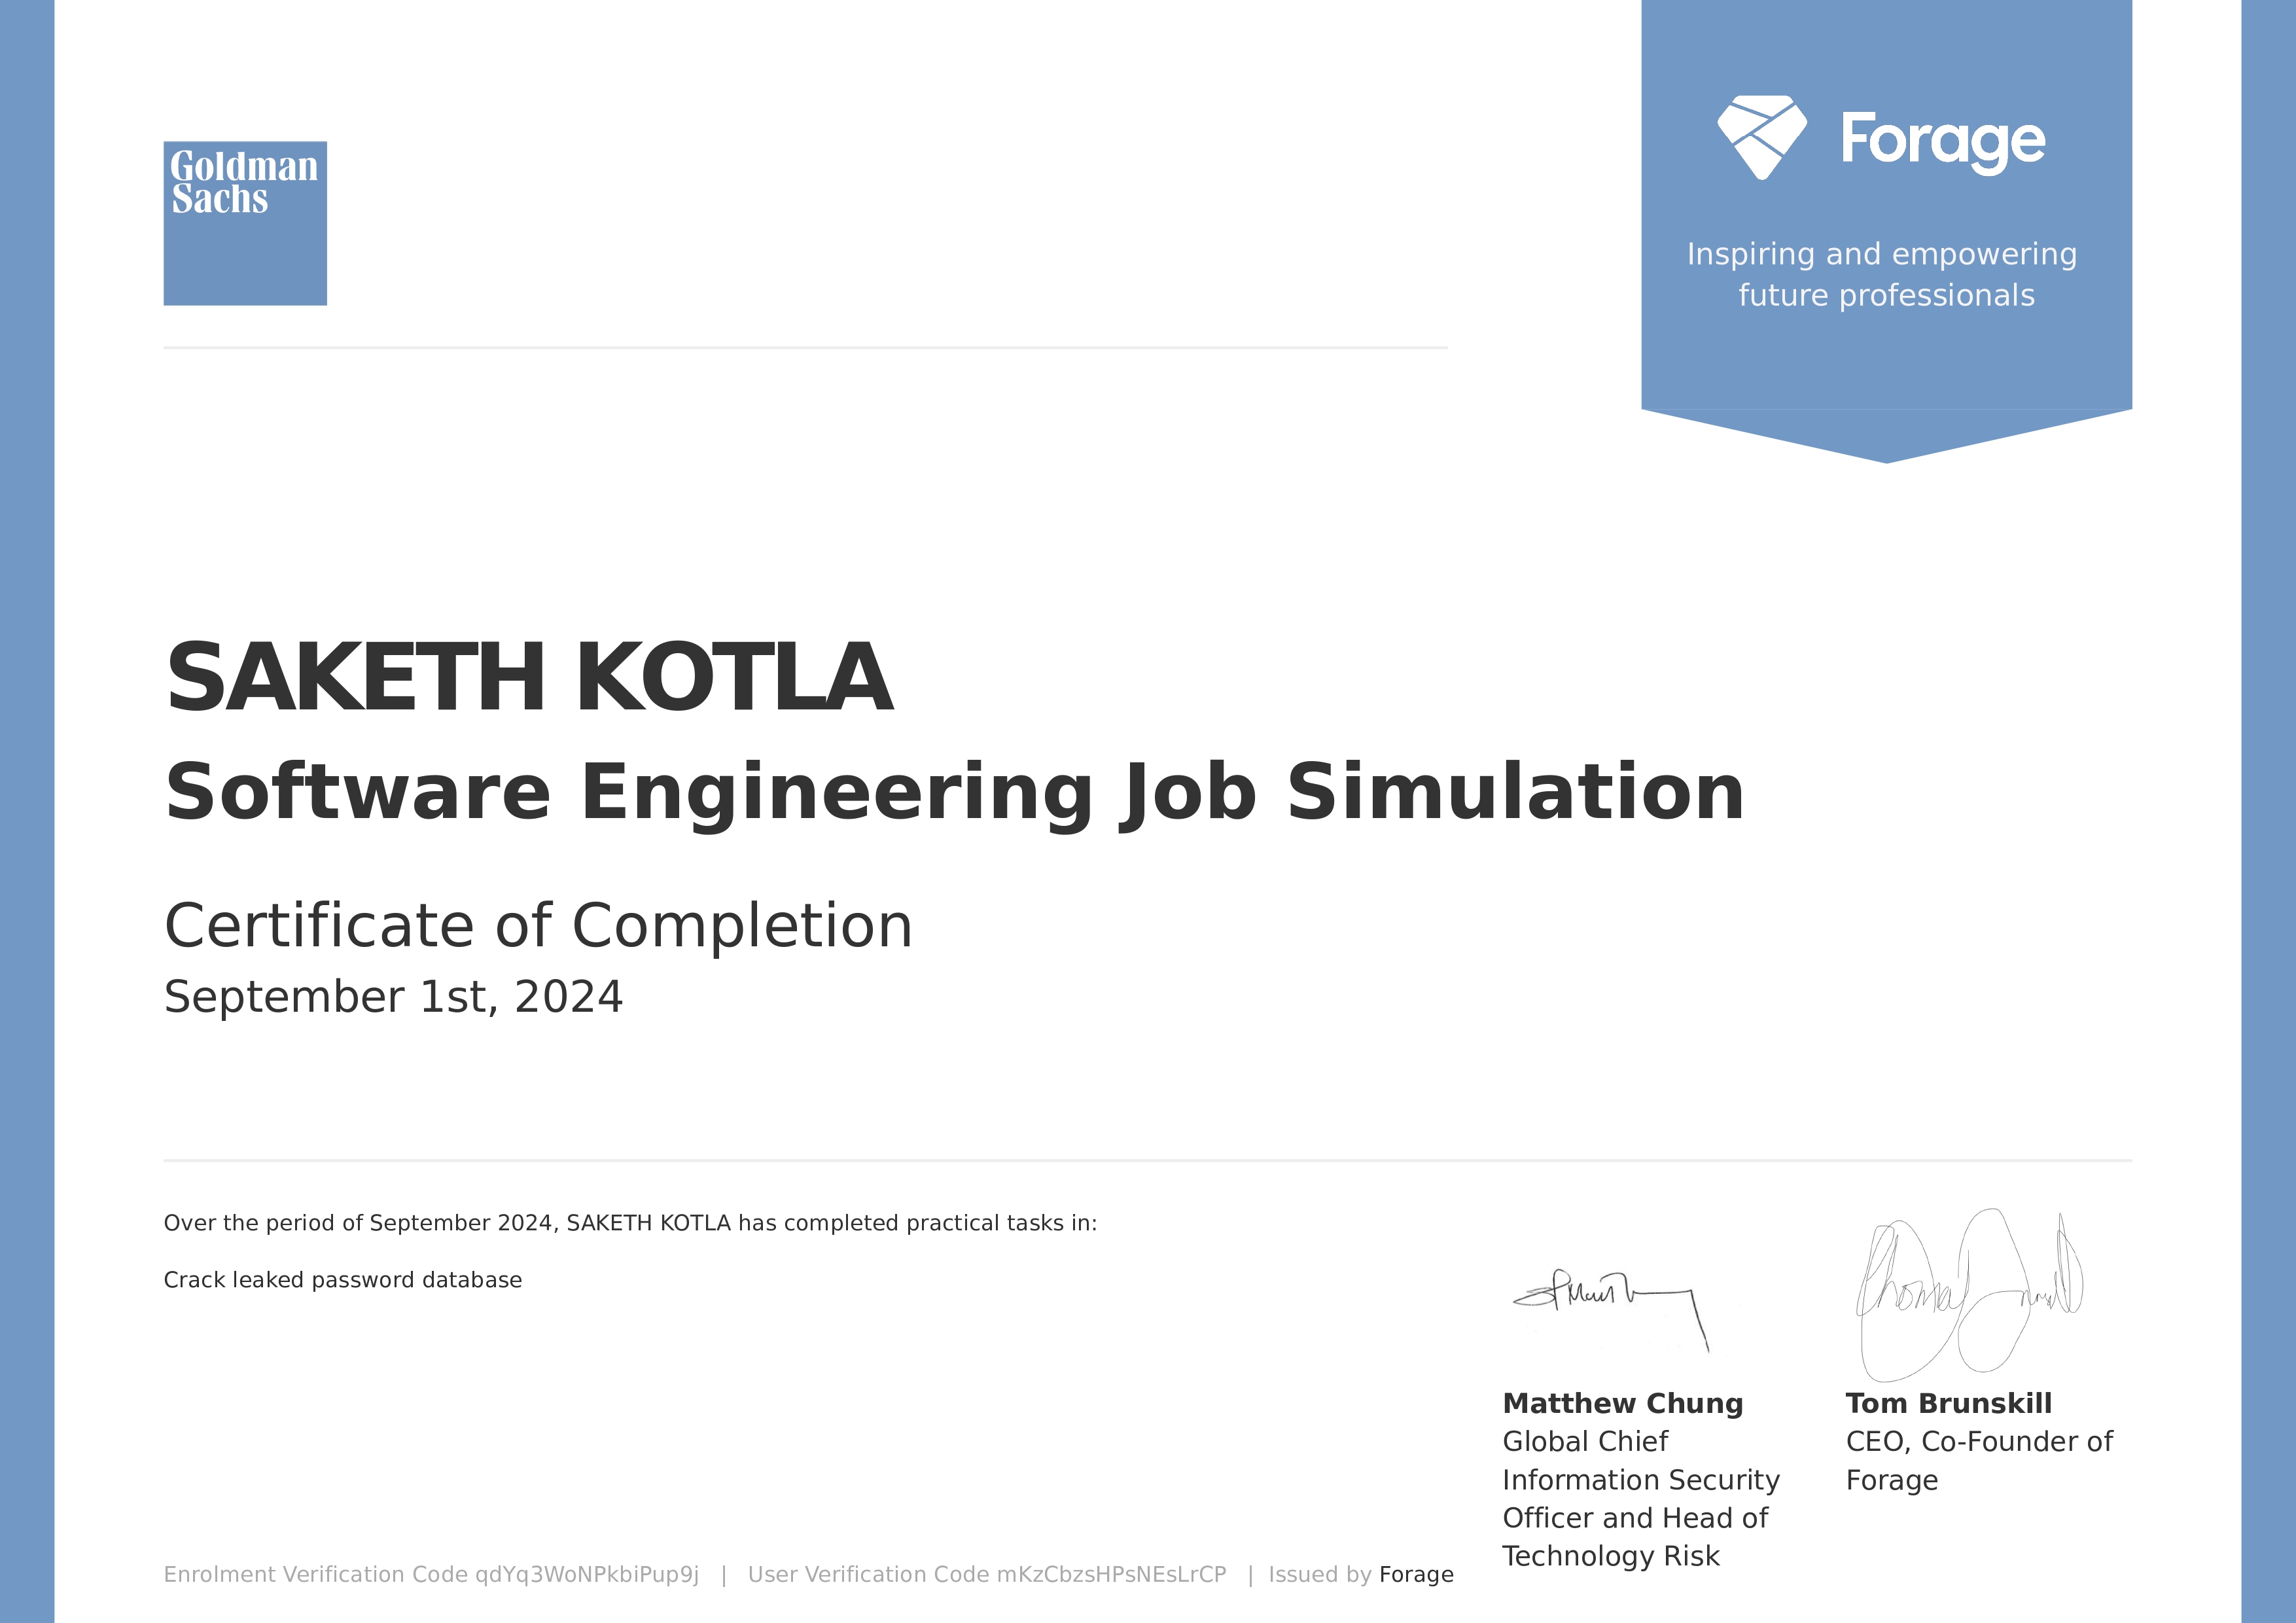 Goldman
Sachs
Forage
Inspiring and empowering
future professionals
SAKETH KOTLA
Software Engineering Job Simulation
Certificate of Completion
September 1st, 2024
Over the period of September 2024, SAKETH KOTLA has completed practical tasks in:
Crack leaked password database
Matthew Chung
Global Chief
Information Security
Officer and Head of
Technology Risk
Tom Brunskill
CEO, Co-Founder of
Forage
Enrolment Verification Code qdYq3WoNPkbiPup9j | User Verification Code mKzCbzsHPsNEsLrCP | Issued by Forage